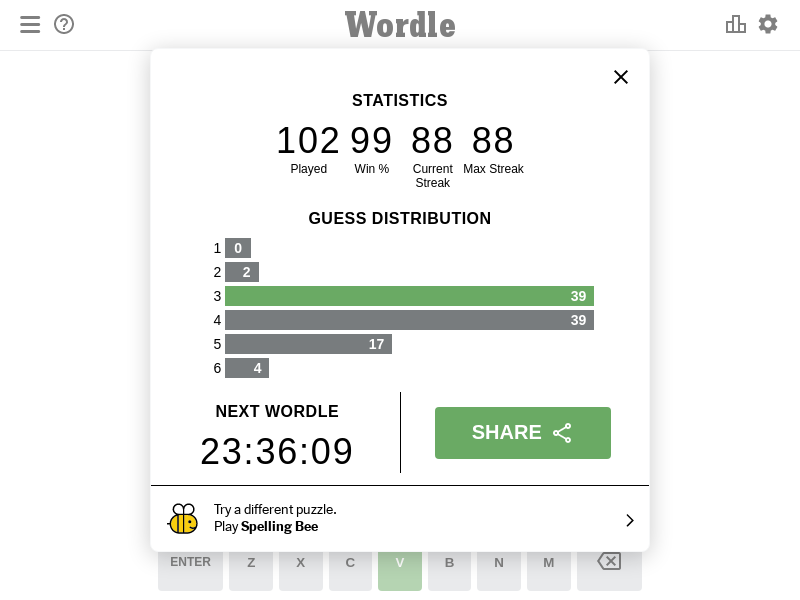 Wordle
STATISTICS
102 99 88 88
Played Win % Current Streak Max Streak
GUESS DISTRIBUTION
1 0
2 2
3 39
4 39
5 17
6 4
NEXT WORDLE
23:36:09
SHARE
Try a different puzzle.
Play Spelling Bee
ENTER Z X C V B N M